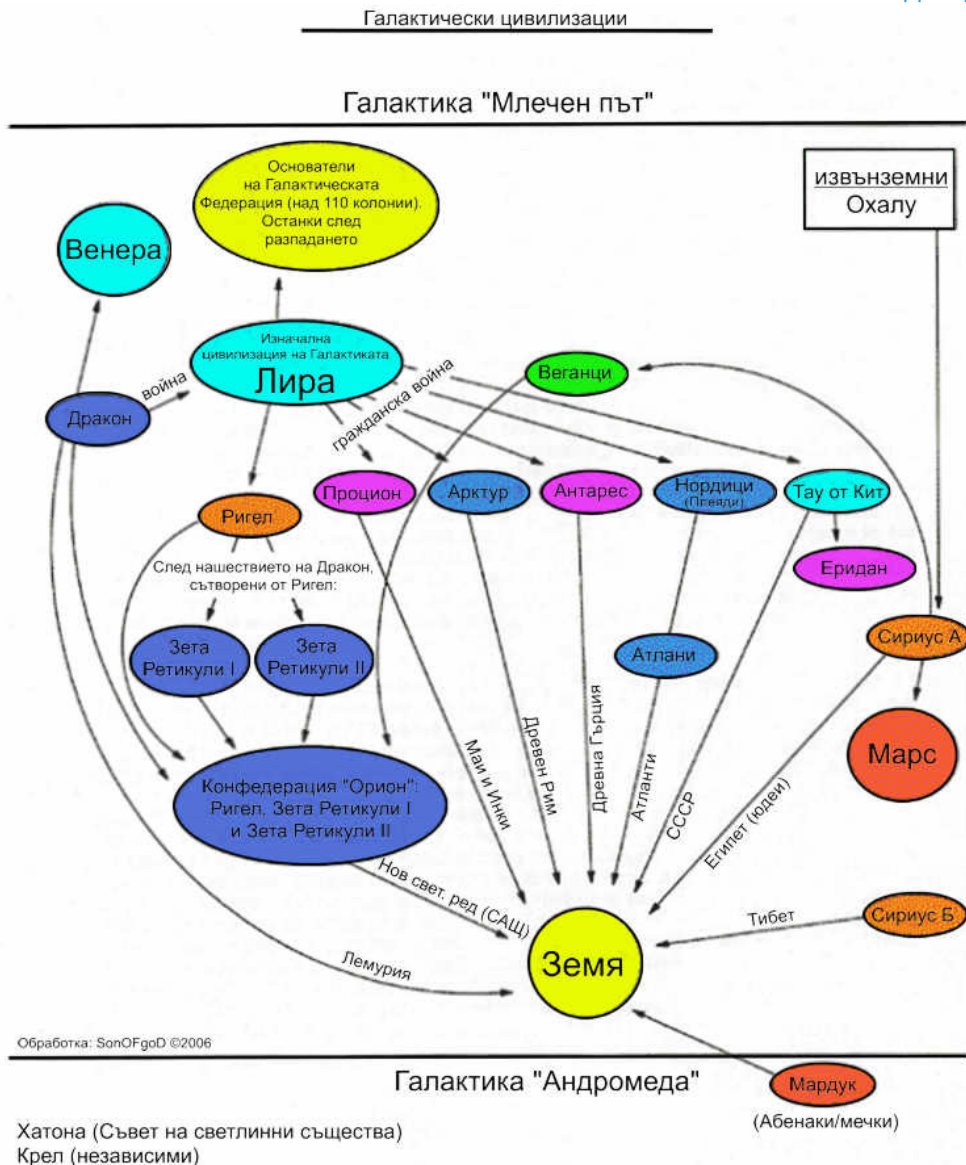 Галактически цивилизации
Галактика "Млечен път"
Основатели
на Галактическата
Федерация (над 110 колонии).
Останки след
разпадането
извънземни
Охалу
Венера
Изначална
цивилизация на Галактиката
Лира
война
гражданска война
Веганци
Дракон
Процион
Арктур
Антарес
Нордици
(Плеяди)
Тау от Кит
Ригел
Еридан
След нашествието на Дракон,
сътворени от Ригел:
Зета
Ретикули I
Зета
Ретикули II
Атлани
Сириус А
Марс
Конфедерация "Орион":
Ригел, Зета Ретикули I
и Зета Ретикули II
Маи и Инки
Древен Рим
Древна Гърция
Атланти
СССР
Египет (юдеи)
Нов свет. ред (САЩ)
Тибет
Сириус Б
Лемурия
Земя
Обработка: SonOFgoD ©2006
Галактика "Андромеда"
Мардук
(Абенаки/мечки)
Хатона (Съвет на светлинни същества)
Крел (независими)